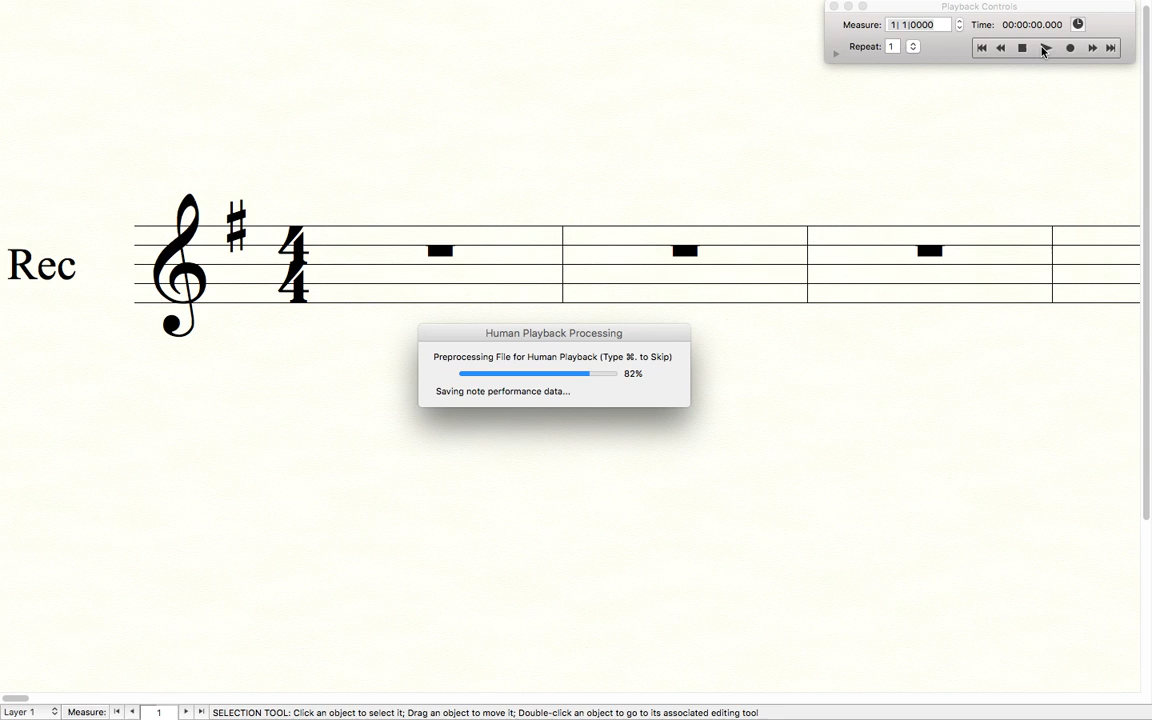 Playback Controls
Measure: 1| 1|0000 Time: 00:00:00.000
Repeat: 1
4
4
Rec
Human Playback Processing
Preprocessing File for Human Playback (Type ⌘. to Skip)
82%
Saving note performance data...
Layer 1 Measure: 1 SELECTION TOOL: Click an object to select it; Drag an object to move it; Double-click an object to go to its associated editing tool